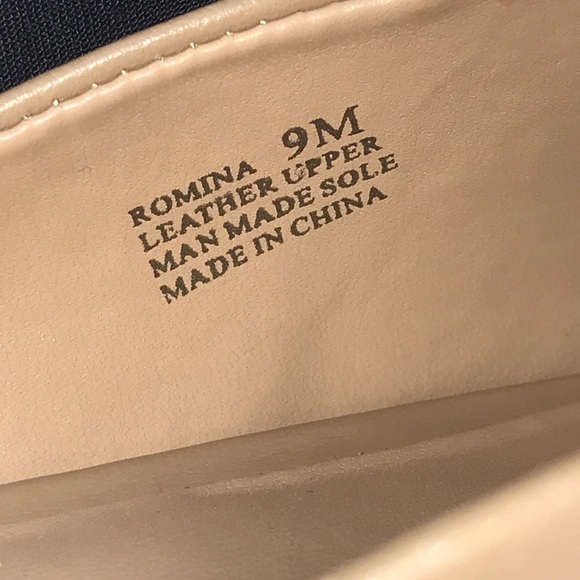 ROMINA 9M
LEATHER UPPER
MAN MADE SOLE
MADE IN CHINA